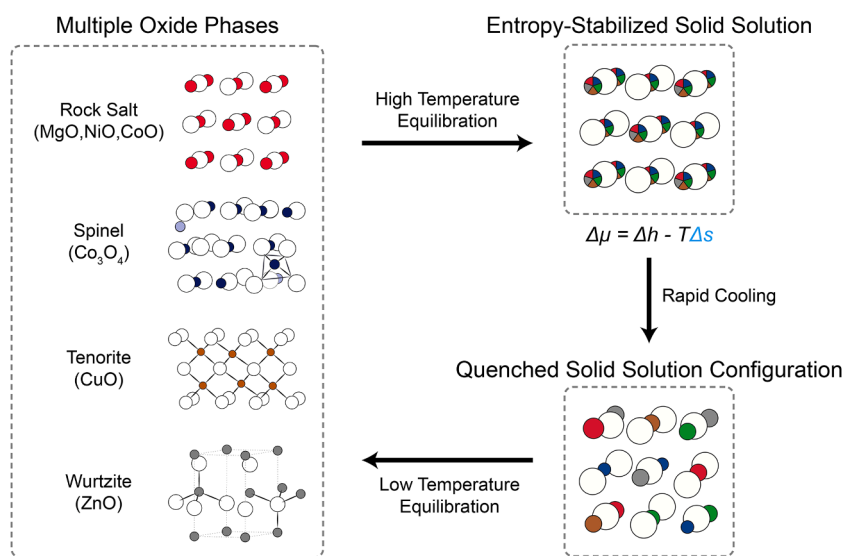 Multiple Oxide Phases
Rock Salt
(MgO,NiO,CoO)
Spinel
(Co₃O₄)
Tenorite
(CuO)
Wurtzite
(ZnO)
High Temperature
Equilibration
Entropy-Stabilized Solid Solution
Δμ = Δh - TΔs
Rapid Cooling
Quenched Solid Solution Configuration
Low Temperature
Equilibration